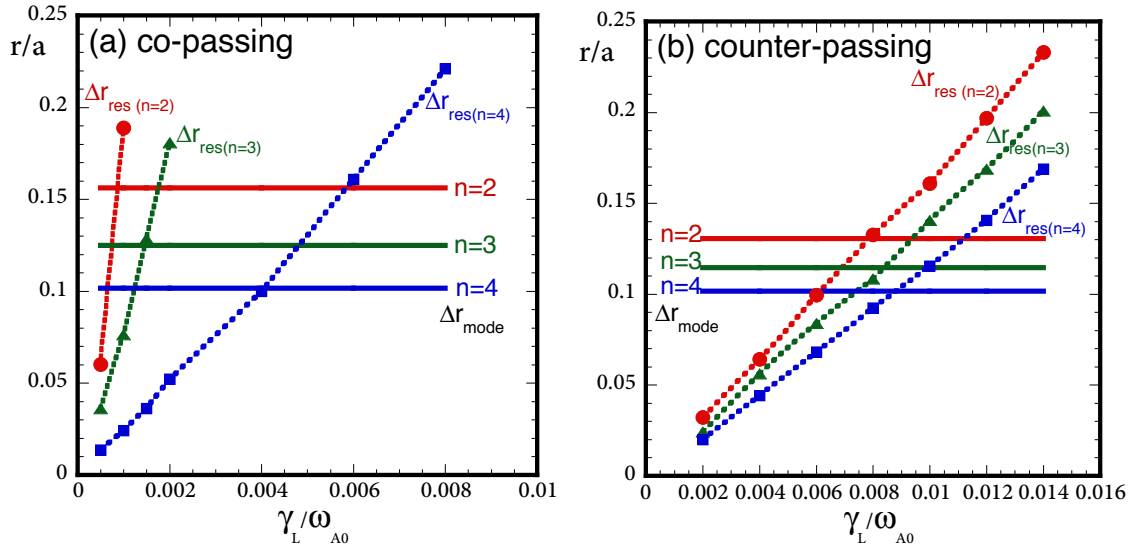 r/a
(a) co-passing
0.25
0.2
0.15
0.1
0.05
0
Δr res (n=2)
Δr res(n=3)
Δr res(n=4)
n=2
n=3
n=4
Δr mode
0 0.002 0.004 0.006 0.008 0.01
γ L /ω A0
r/a
(b) counter-passing
0.25
0.2
0.15
0.1
0.05
0
Δr res (n=2)
Δr res(n=3)
Δr res(n=4)
n=2
n=3
n=4
Δr mode
0 0.002 0.004 0.006 0.008 0.01 0.012 0.014 0.016
γ L /ω A0